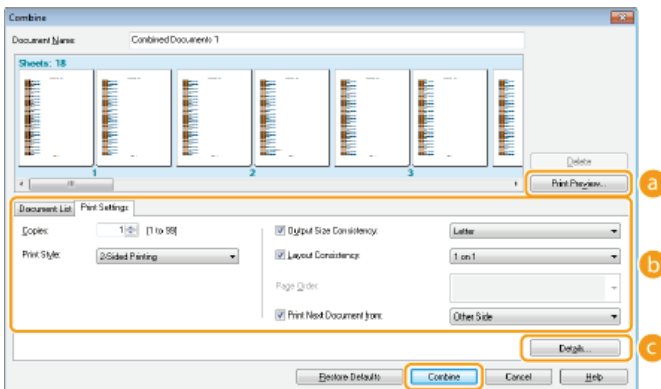 Combine
Document Name: Combined Documents 1
Sheets: 18
1 2 3
Delete
Print Preview... a
Document List Print Settings
Copies: 1 [1 to 99] Output Size Consistency: Letter
Print Style: 2-Sided Printing Layout Consistency: 1 on 1
b
Page Order:
Print Next Document from: Other Side
Details... c
Restore Defaults Combine Cancel Help